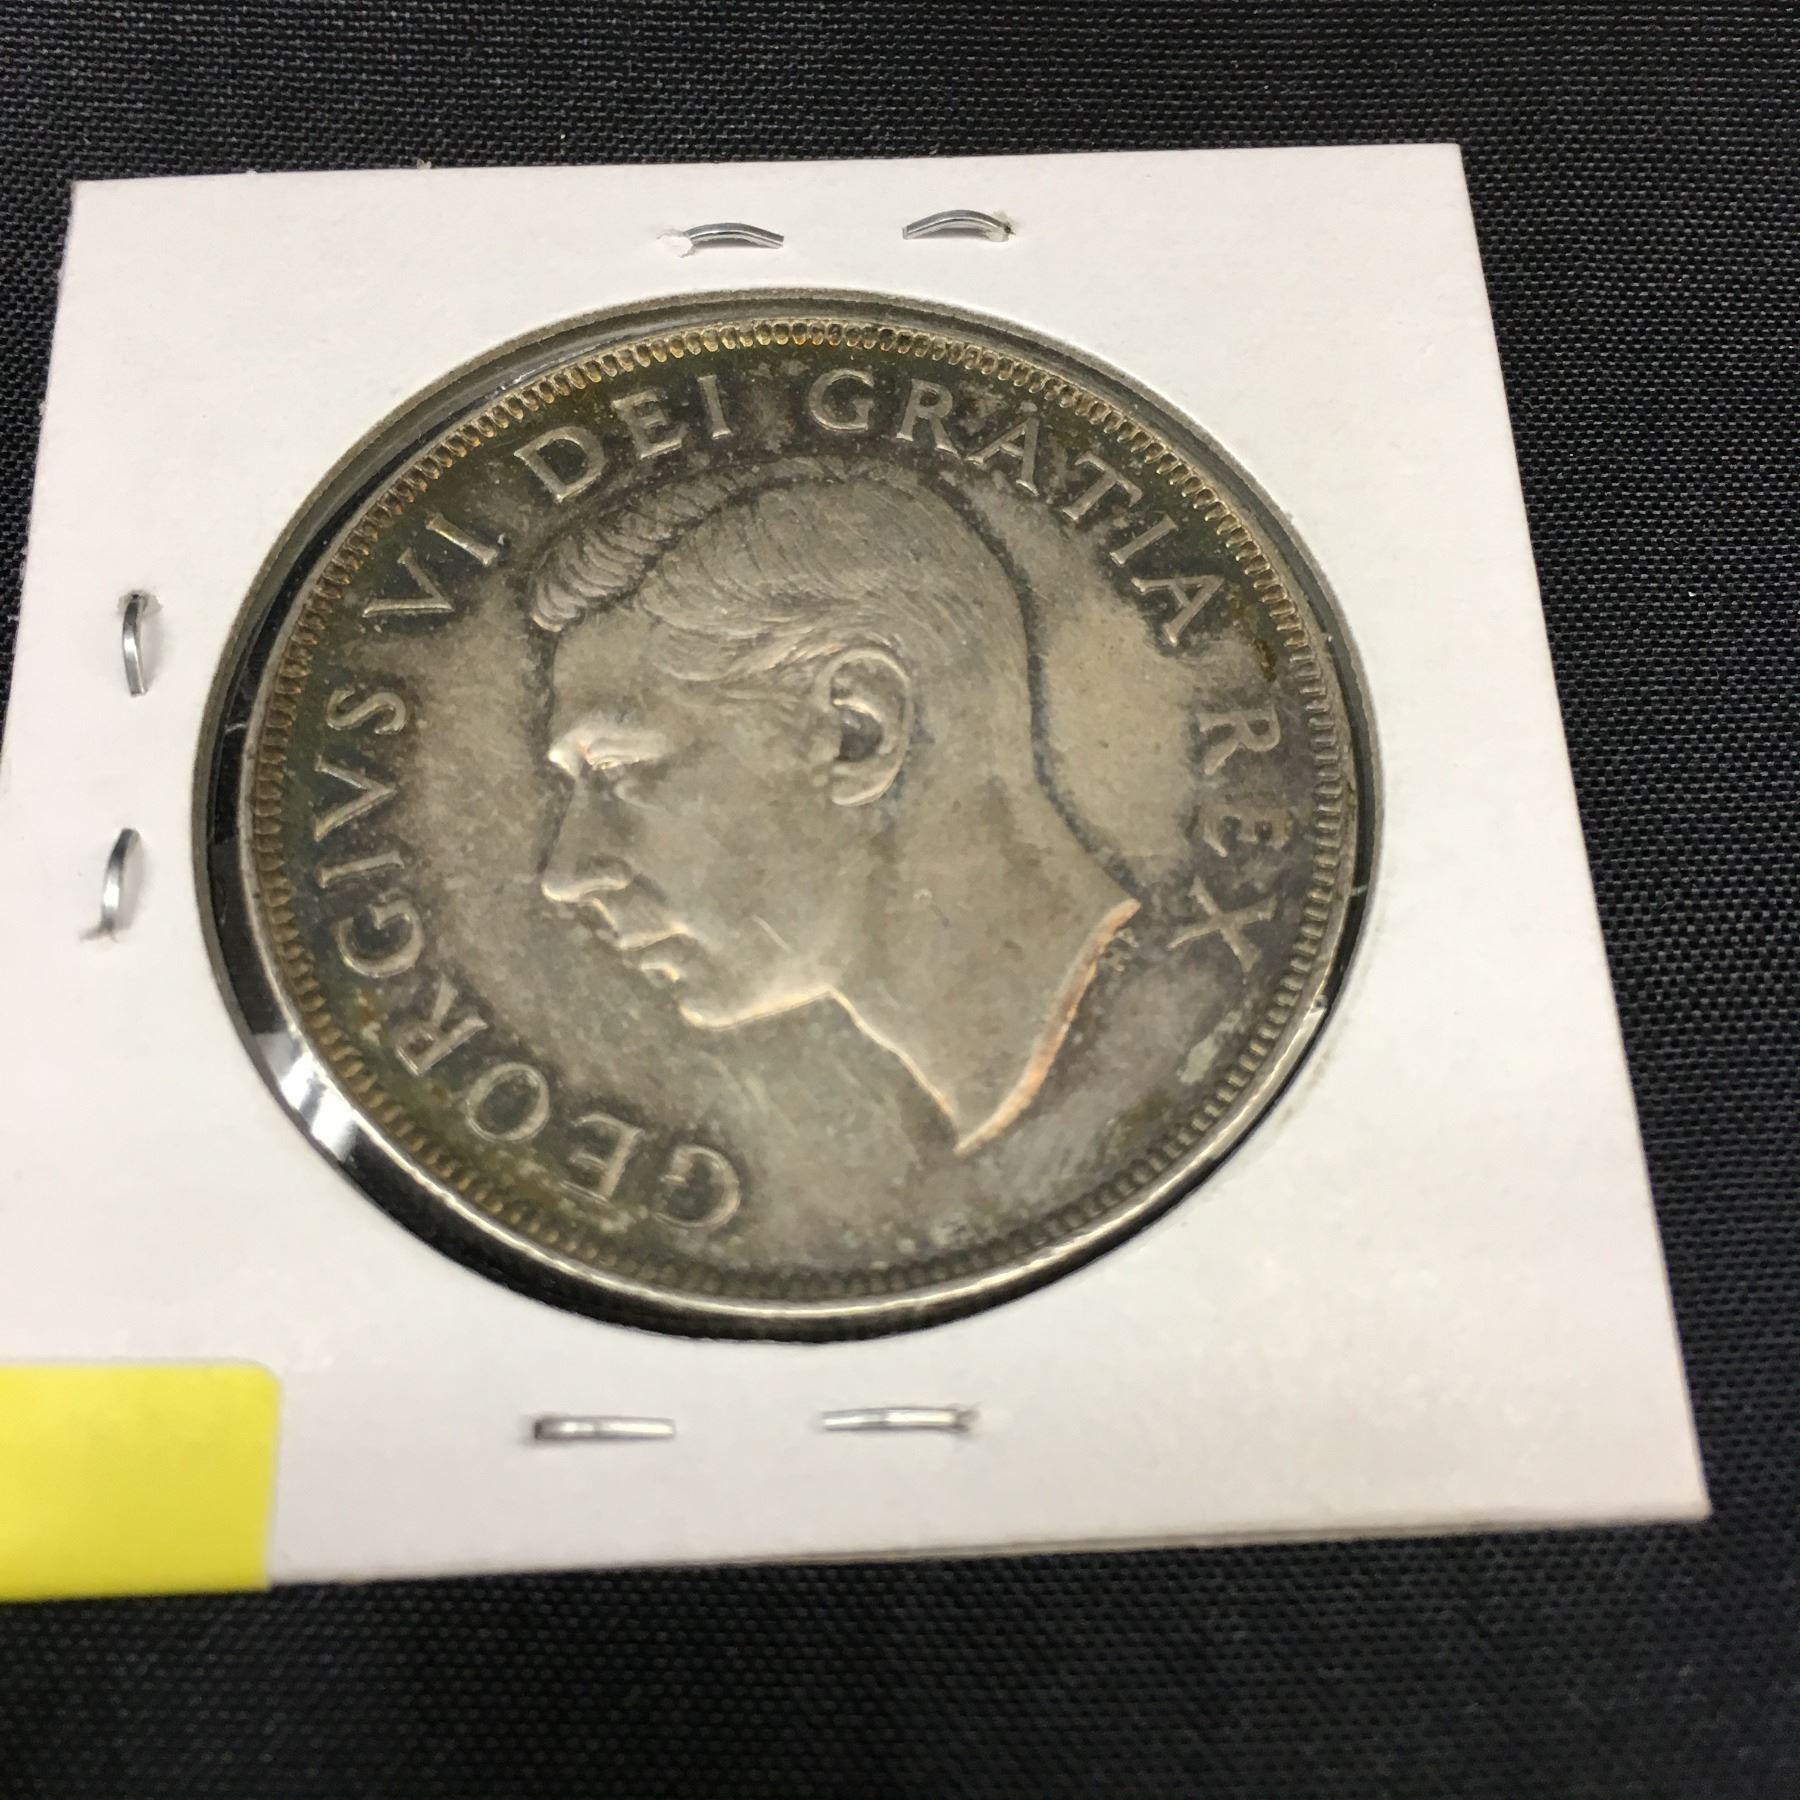 GEORGIVS VI DEI GRATIA REX